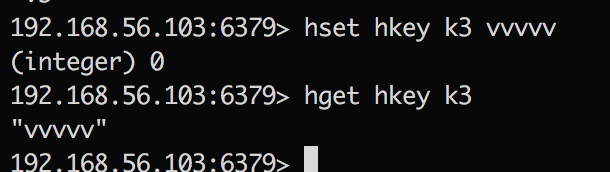 192.168.56.103:6379> hset hkey k3 vvvvv
(integer) 0
192.168.56.103:6379> hget hkey k3
"vvvvv"
192.168.56.103:6379>